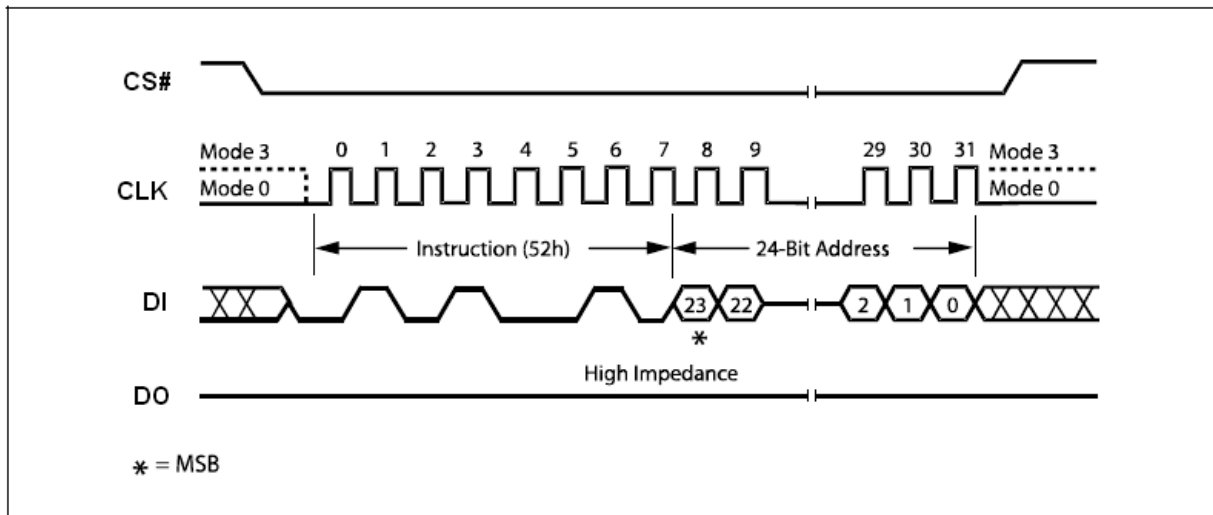 CS#
Mode 3 0 1 2 3 4 5 6 7 8 9 29 30 31 Mode 3
CLK Mode 0 Mode 0
Instruction (52h) 24-Bit Address
DI 23 22 2 1 0
*
High Impedance
DO
* = MSB